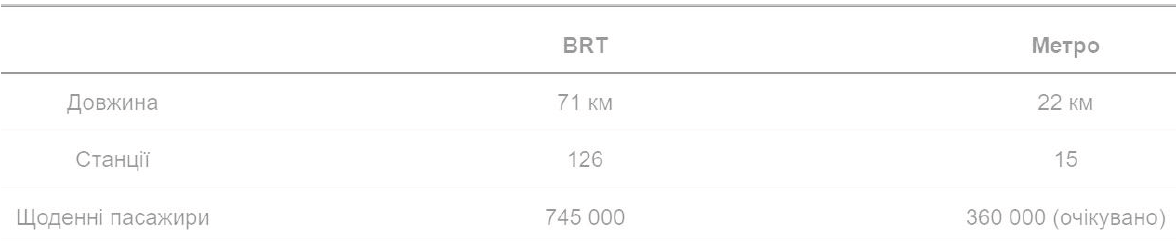 BRT Метро
Довжина 71 км 22 км
Станції 126 15
Щоденні пасажири 745 000 360 000 (очікувано)